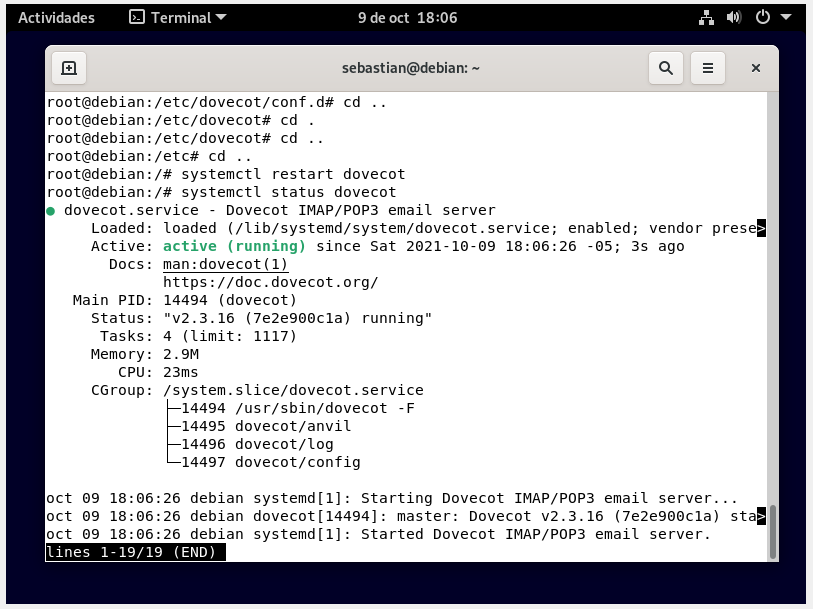 Actividades Terminal 9 de oct 18:06
sebastian@debian: ~
root@debian:/etc/dovecot/conf.d# cd ..
root@debian:/etc/dovecot# cd .
root@debian:/etc/dovecot# cd ..
root@debian:/etc# cd ..
root@debian:/# systemctl restart dovecot
root@debian:/# systemctl status dovecot
● dovecot.service - Dovecot IMAP/POP3 email server
Loaded: loaded (/lib/systemd/system/dovecot.service; enabled; vendor prese>
Active: active (running) since Sat 2021-10-09 18:06:26 -05; 3s ago
Docs: man:dovecot(1)
https://doc.dovecot.org/
Main PID: 14494 (dovecot)
Status: "v2.3.16 (7e2e900c1a) running"
Tasks: 4 (limit: 1117)
Memory: 2.9M
CPU: 23ms
CGroup: /system.slice/dovecot.service
├─14494 /usr/sbin/dovecot -F
├─14495 dovecot/anvil
├─14496 dovecot/log
└─14497 dovecot/config
oct 09 18:06:26 debian systemd[1]: Starting Dovecot IMAP/POP3 email server...
oct 09 18:06:26 debian dovecot[14494]: master: Dovecot v2.3.16 (7e2e900c1a) sta>
oct 09 18:06:26 debian systemd[1]: Started Dovecot IMAP/POP3 email server.
lines 1-19/19 (END)